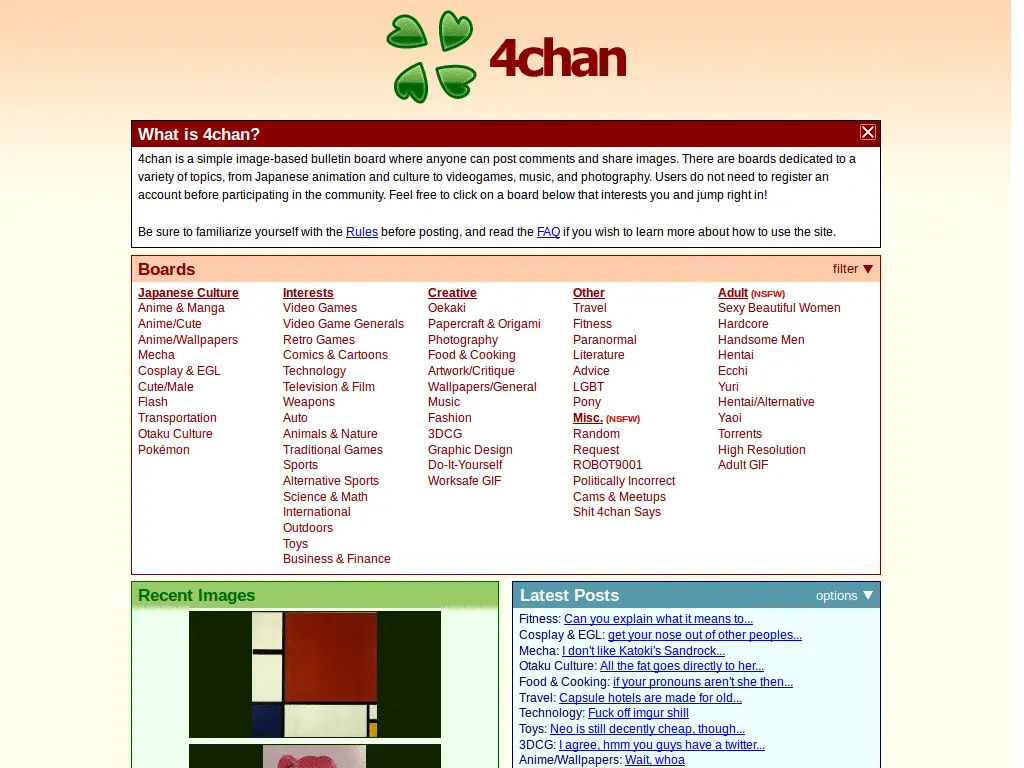 4chan
What is 4chan?
4chan is a simple image-based bulletin board where anyone can post comments and share images. There are boards dedicated to a
variety of topics, from Japanese animation and culture to videogames, music, and photography. Users do not need to register an
account before participating in the community. Feel free to click on a board below that interests you and jump right in!
Be sure to familiarize yourself with the Rules before posting, and read the FAQ if you wish to learn more about how to use the site.
Boards
filter ▼
Japanese Culture
Anime & Manga
Anime/Cute
Anime/Wallpapers
Mecha
Cosplay & EGL
Cute/Male
Flash
Transportation
Otaku Culture
Pokémon
Interests
Video Games
Video Game Generals
Retro Games
Comics & Cartoons
Technology
Television & Film
Weapons
Auto
Animals & Nature
Traditional Games
Sports
Alternative Sports
Science & Math
International
Outdoors
Toys
Business & Finance
Creative
Oekaki
Papercraft & Origami
Photography
Food & Cooking
Artwork/Critique
Wallpapers/General
Music
Fashion
3DCG
Graphic Design
Do-It-Yourself
Worksafe GIF
Other
Travel
Fitness
Paranormal
Literature
Advice
LGBT
Pony
Misc. (NSFW)
Random
Request
ROBOT9001
Politically Incorrect
Cams & Meetups
Shit 4chan Says
Adult (NSFW)
Sexy Beautiful Women
Hardcore
Handsome Men
Hentai
Ecchi
Yuri
Hentai/Alternative
Yaoi
Torrents
High Resolution
Adult GIF
Recent Images
Latest Posts
options ▼
Fitness: Can you explain what it means to...
Cosplay & EGL: get your nose out of other peoples...
Mecha: I don't like Katoki's Sandrock...
Otaku Culture: All the fat goes directly to her...
Food & Cooking: if your pronouns aren't she then...
Travel: Capsule hotels are made for old...
Technology: Fuck off imgur shill
Toys: Neo is still decently cheap, though...
3DCG: I agree, hmm you guys have a twitter...
Anime/Wallpapers: Wait, whoa